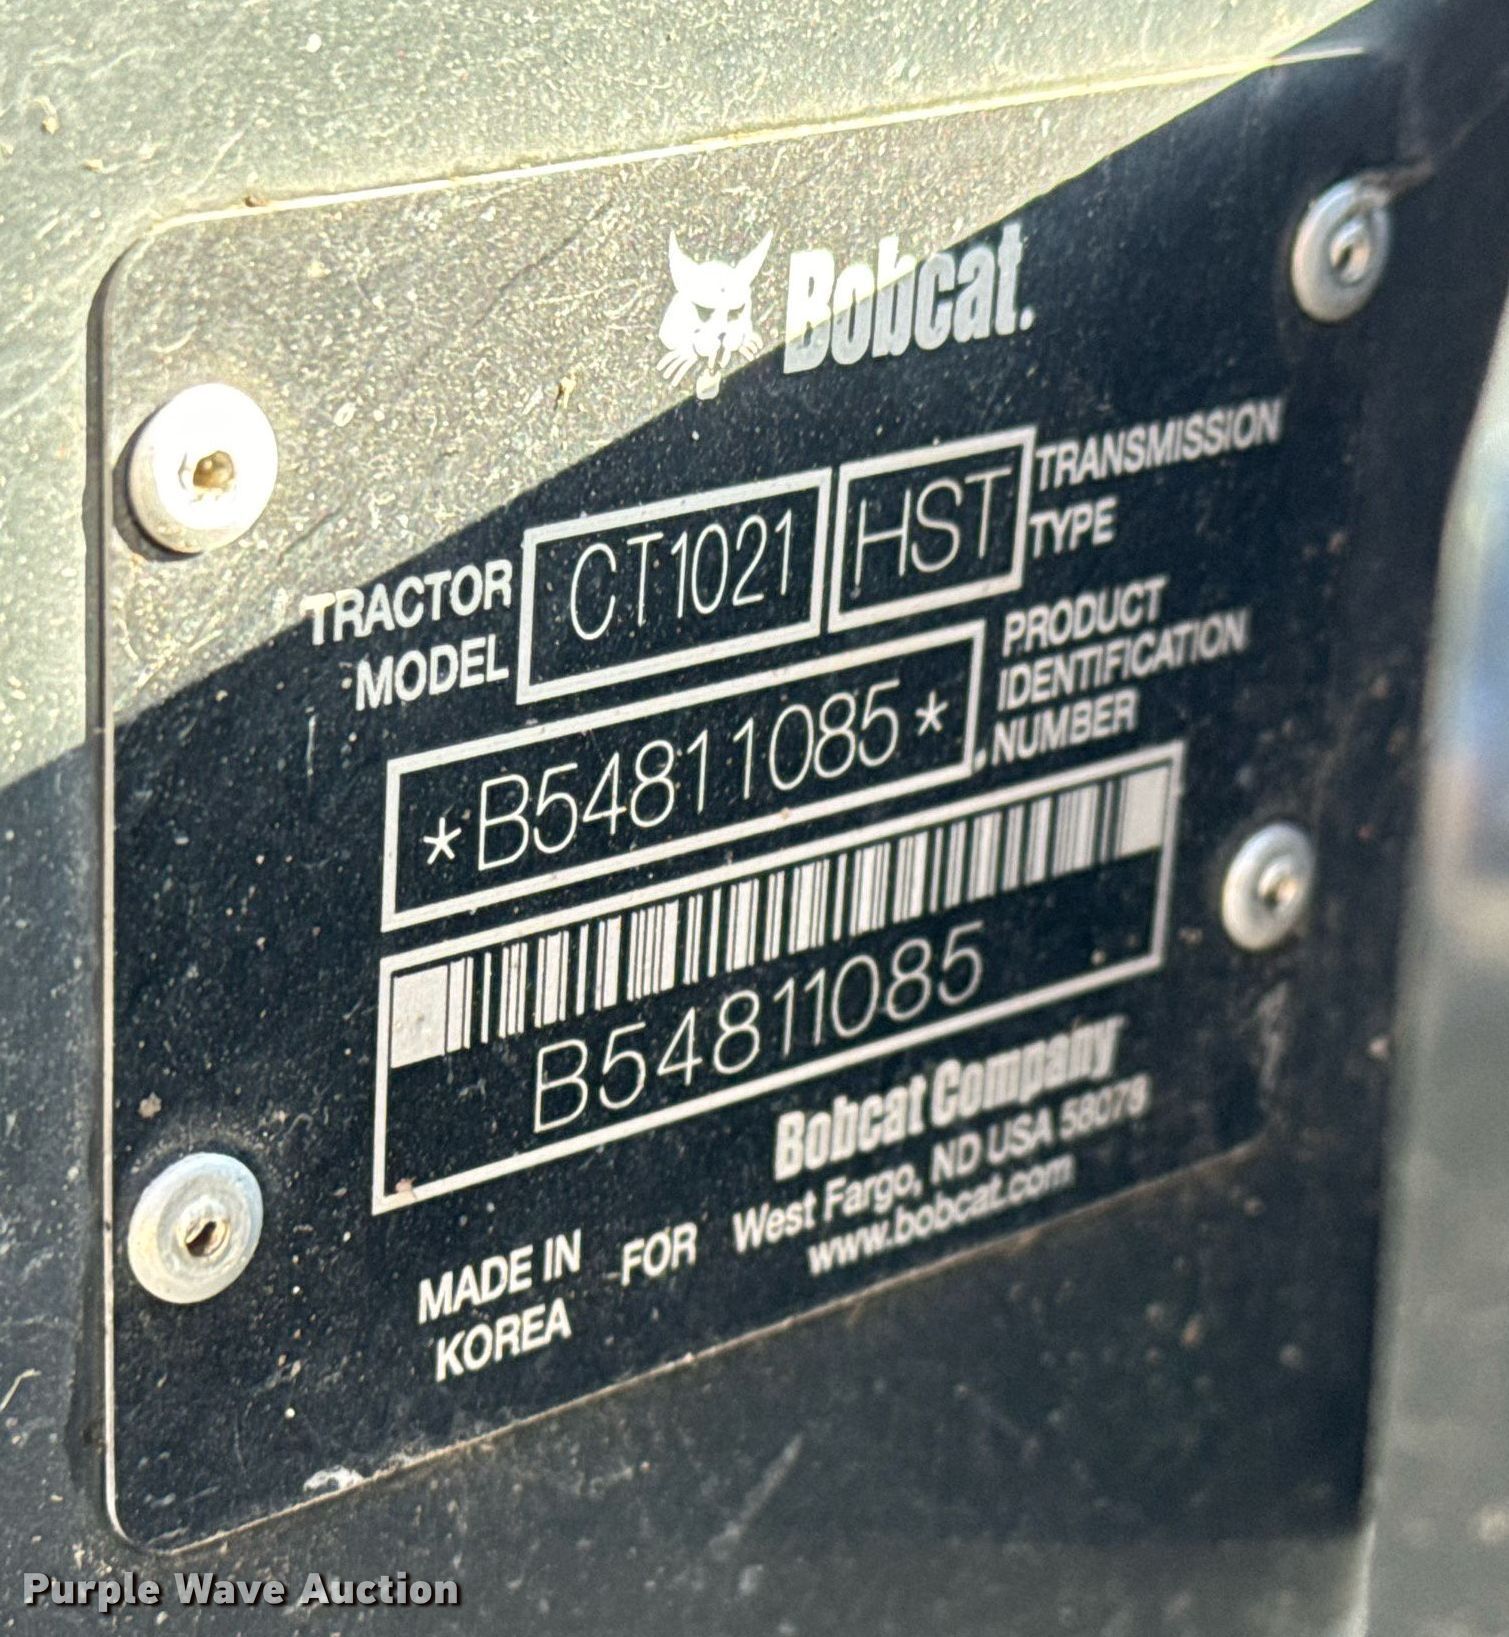 Bobcat.
TRACTOR
MODEL
CT1021
HST
TRANSMISSION
TYPE
*B54811085*
PRODUCT
IDENTIFICATION
NUMBER
B54811085
MADE IN
KOREA
FOR
Bobcat Company
West Fargo, ND USA 58078
www.bobcat.com
Purple Wave Auction